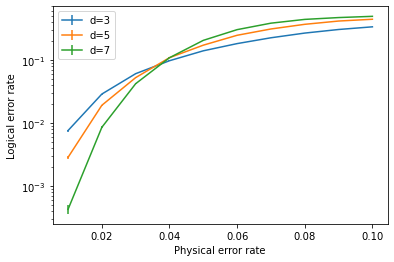 d=3
d=5
d=7
Logical error rate
10⁻¹
10⁻²
10⁻³
0.02 0.04 0.06 0.08 0.10
Physical error rate